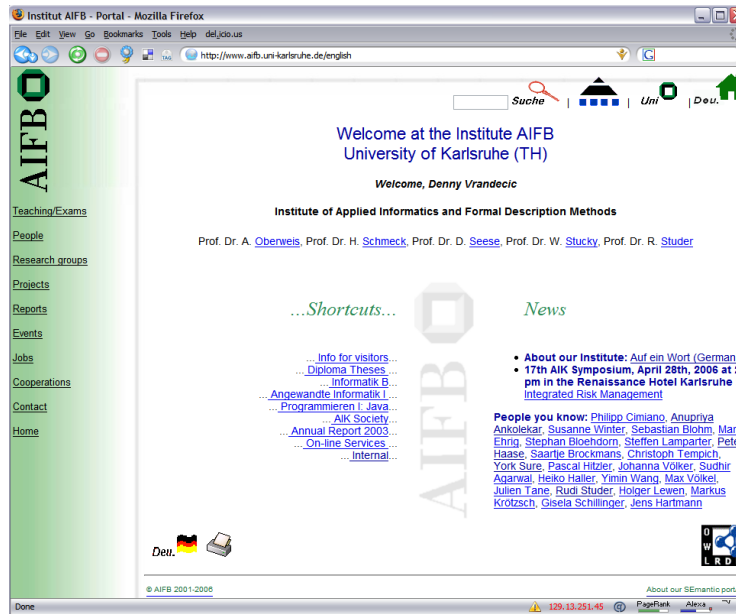 Institut AIFB - Portal - Mozilla Firefox
File Edit View Go Bookmarks Tools Help del.icio.us
http://www.aifb.uni-karlsruhe.de/english
G
AIFB
Suche | | Uni | Deu.
Welcome at the Institute AIFB
University of Karlsruhe (TH)
Welcome, Denny Vrandecic
Institute of Applied Informatics and Formal Description Methods
Prof. Dr. A. Oberweis, Prof. Dr. H. Schmeck, Prof. Dr. D. Seese, Prof. Dr. W. Stucky, Prof. Dr. R. Studer
Teaching/Exams
People
Research groups
Projects
Reports
Events
Jobs
Cooperations
Contact
Home
...Shortcuts...
... Info for visitors...
... Diploma Theses ...
... Informatik B...
... Angewandte Informatik I ...
... Programmieren I: Java...
... AIK Society...
... Annual Report 2003...
... On-line Services ...
... Internal...
AIFB
News
• About our Institute: Auf ein Wort (German
• 17th AIK Symposium, April 28th, 2006 at 2
pm in the Renaissance Hotel Karlsruhe
Integrated Risk Management
People you know: Philipp Cimiano, Anupriya
Ankolekar, Susanne Winter, Sebastian Blohm, Mar
Ehrig, Stephan Bloehdorn, Steffen Lamparter, Pete
Haase, Saartje Brockmans, Christoph Tempich,
York Sure, Pascal Hitzler, Johanna Völker, Sudhir
Agarwal, Heiko Haller, Yimin Wang, Max Völkel,
Julien Tane, Rudi Studer, Holger Lewen, Markus
Krötzsch, Gisela Schillinger, Jens Hartmann
Deu.
OWL RD
© AIFB 2001-2006
About our SEmantic porta
Done
129.13.251.45
PageRank
Alexa